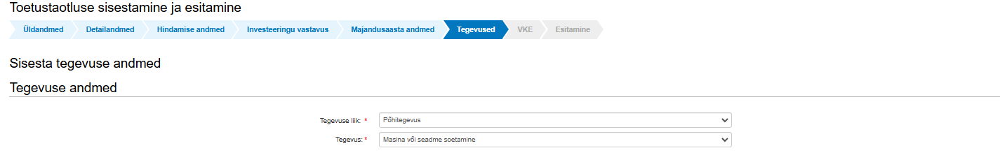 Toetustaotluse sisestamine ja esitamine
Üldandmed Detailandmed Hindamise andmed Investeeringu vastavus Majandusaasta andmed Tegevused VKE Esitamine
Sisesta tegevuse andmed
Tegevuse andmed
Tegevuse liik: * Põhitegevus
Tegevus: * Masina või seadme soetamine